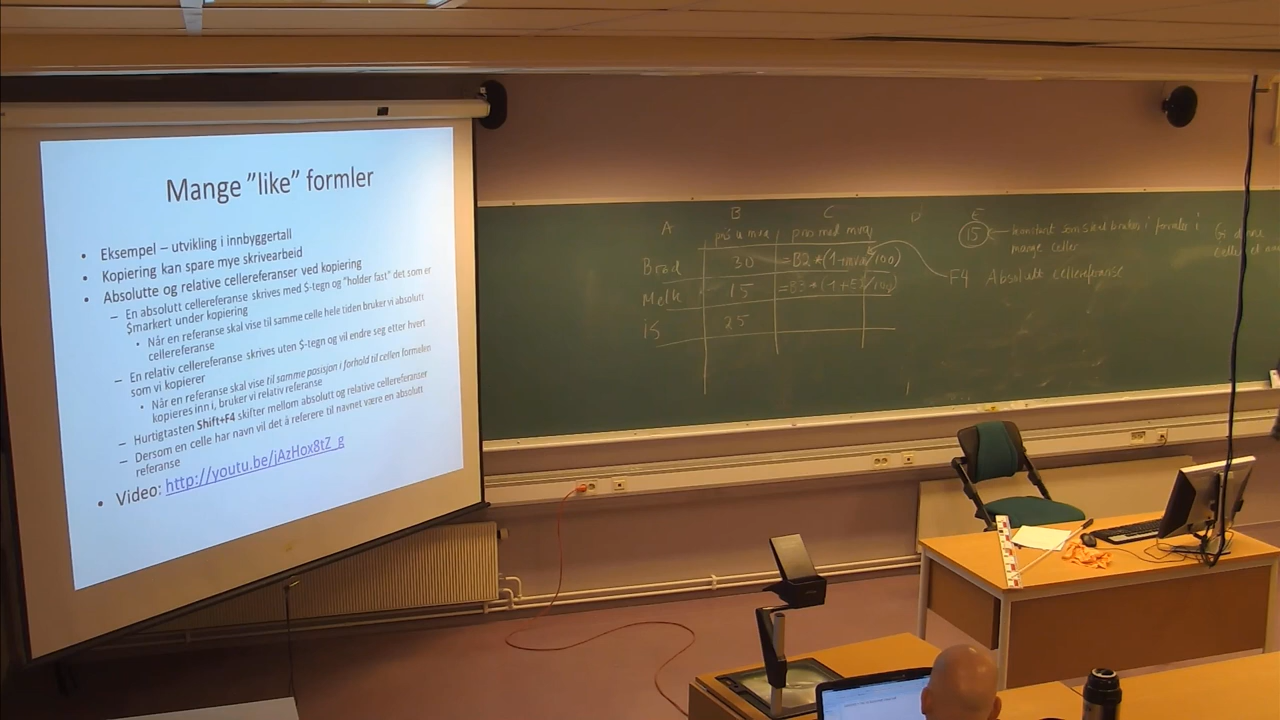 Mange "like" formler
• Eksempel – utvikling i innbyggertall
• Kopiering kan spare mye skrivearbeid
• Absolutte og relative cellereferanser ved kopiering
– En absolutt cellereferanse skrives med $-tegn og "holder fast" det som er
$markert under kopiering
• Når en referanse skal vise til samme celle hele tiden bruker vi absolutt
cellereferanse
– En relativ cellereferanse skrives uten $-tegn og vil endre seg etter hvert
som vi kopierer
• Når en referanse skal vise til samme posisjon i forhold til cellen formelen
kopieres inn i, bruker vi relativ referanse
– Hurtigtasten Shift+F4 skifter mellom absolutt og relative cellereferanser
– Dersom en celle har navn vil det å referere til navnet være en absolutt
referanse
• Video: http://youtu.be/jAzHox8tZ_g
A B C D E
pris u mva pris med mva
15 konstant som skal brukes i formler i
mange celler
Brød 30 =B2*(1+mva/100)
F4 Absolutt cellereferanse
Melk 15 =B3*(1+E1/100)
is 25